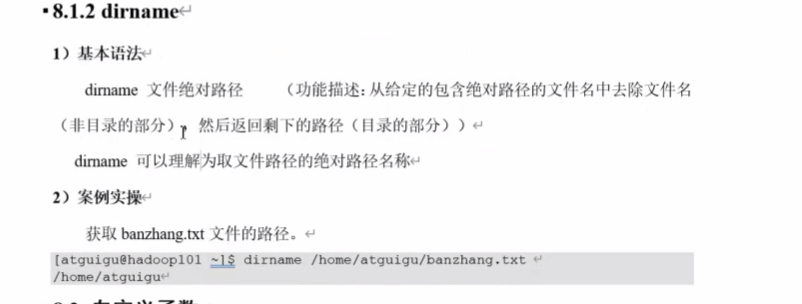 8.1.2 dirname
1）基本语法
dirname 文件绝对路径 （功能描述：从给定的包含绝对路径的文件名中去除文件名
（非目录的部分），然后返回剩下的路径（目录的部分））
dirname 可以理解为取文件路径的绝对路径名称
2）案例实操
获取 banzhang.txt 文件的路径。
[atguigu@hadoop101 ~]$ dirname /home/atguigu/banzhang.txt
/home/atguigu